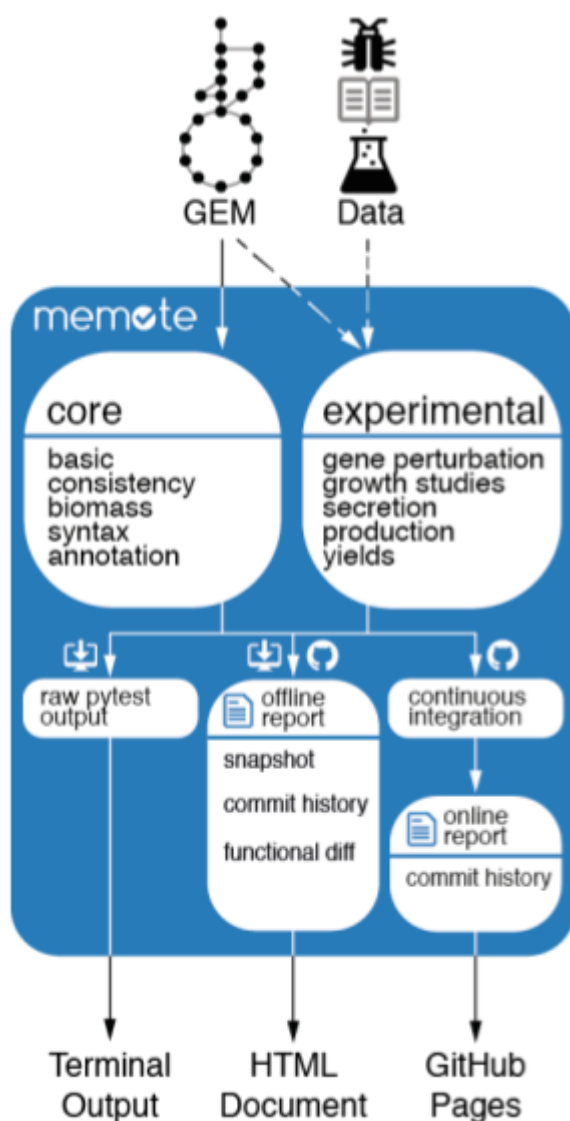 GEM
Data
memote
core
basic
consistency
biomass
syntax
annotation
experimental
gene perturbation
growth studies
secretion
production
yields
raw pytest
output
offline
report
snapshot
commit history
functional diff
continuous
integration
online
report
commit history
Terminal
Output
HTML
Document
GitHub
Pages